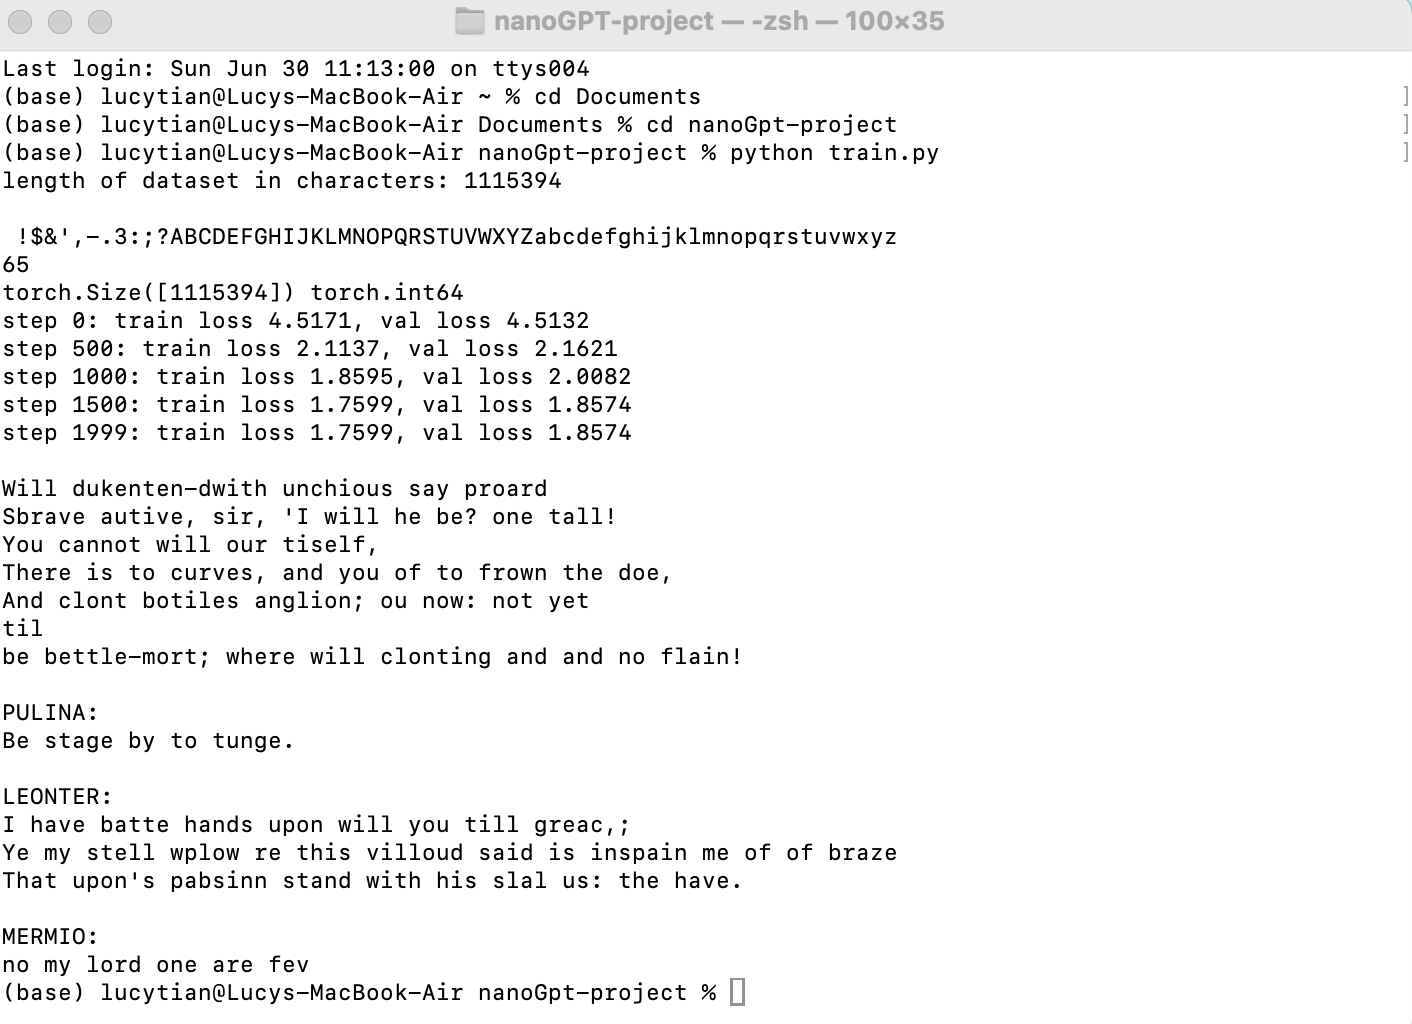 nanoGPT-project — -zsh — 100×35
Last login: Sun Jun 30 11:13:00 on ttys004
(base) lucytian@Lucys-MacBook-Air ~ % cd Documents
(base) lucytian@Lucys-MacBook-Air Documents % cd nanoGpt-project
(base) lucytian@Lucys-MacBook-Air nanoGpt-project % python train.py
length of dataset in characters: 1115394
!$&',-.3:;?ABCDEFGHIJKLMNOPQRSTUVWXYZabcdefghijklmnopqrstuvwxyz
65
torch.Size([1115394]) torch.int64
step 0: train loss 4.5171, val loss 4.5132
step 500: train loss 2.1137, val loss 2.1621
step 1000: train loss 1.8595, val loss 2.0082
step 1500: train loss 1.7599, val loss 1.8574
step 1999: train loss 1.7599, val loss 1.8574
Will dukenten-dwith unchious say proard
Sbrave autive, sir, 'I will he be? one tall!
You cannot will our tiself,
There is to curves, and you of to frown the doe,
And clont botiles anglion; ou now: not yet
til
be bettle-mort; where will clonting and and no flain!
PULINA:
Be stage by to tunge.
LEONTER:
I have batte hands upon will you till greac,;
Ye my stell wplow re this villoud said is inspain me of of braze
That upon's pabsinn stand with his slal us: the have.
MERMIO:
no my lord one are fev
(base) lucytian@Lucys-MacBook-Air nanoGpt-project %